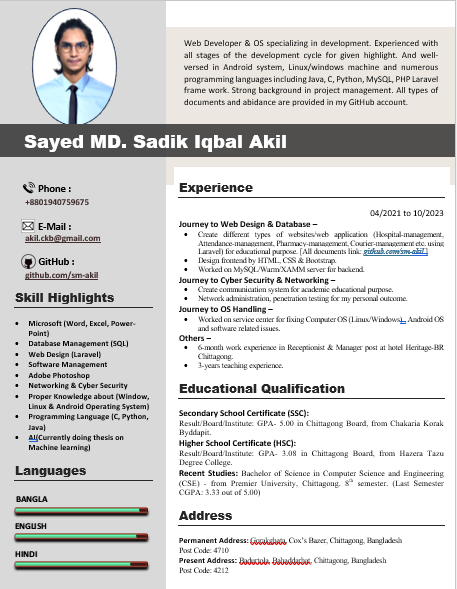 Web Developer & OS specializing in development. Experienced with
all stages of the development cycle for given highlight. And well-
versed in Android system, Linux/windows machine and numerous
programming languages including Java, C, Python, MySQL, PHP Laravel
frame work. Strong background in project management. All types of
documents and abidance are provided in my GitHub account.
Sayed MD. Sadik Iqbal Akil
Phone :
+8801940759675
E-Mail :
akil.ckb@gmail.com
GitHub :
github.com/sm-akil
Skill Highlights
• Microsoft (Word, Excel, Power-
Point)
• Database Management (SQL)
• Web Design (Laravel)
• Software Management
• Adobe Photoshop
• Networking & Cyber Security
• Proper Knowledge about (Window,
Linux & Android Operating System)
• Programming Language (C, Python,
Java)
• AI(Currently doing thesis on
Machine learning)
Languages
BANGLA
ENGLISH
HINDI
Experience
04/2021 to 10/2023
Journey to Web Design & Database –
• Create different types of websites/web application (Hospital-management,
Attendance-management, Pharmacy-management, Courier-management etc. using
Laravel) for educational purpose. [All documents link: github.com/sm-akil.]
• Design frontend by HTML, CSS & Bootstrap.
• Worked on MySQL/Warm/XAMM server for backend.
Journey to Cyber Security & Networking –
• Create communication system for academic educational purpose.
• Network administration, penetration testing for my personal outcome.
Journey to OS Handling –
• Worked on service center for fixing Computer OS (Linux/Windows), Android OS
and software related issues.
Others –
• 6-month work experience in Receptionist & Manager post at hotel Heritage-BR
Chittagong.
• 3-years teaching experience.
Educational Qualification
Secondary School Certificate (SSC):
Result/Board/Institute: GPA- 5.00 in Chittagong Board, from Chakaria Korak
Byddapit.
Higher School Certificate (HSC):
Result/Board/Institute: GPA- 3.08 in Chittagong Board, from Hazera Tazu
Degree College.
Recent Studies: Bachelor of Science in Computer Science and Engineering
(CSE) - from Premier University, Chittagong. 8th semester. (Last Semester
CGPA: 3.33 out of 5.00)
Address
Permanent Address: Cox's Bazer, Chittagong, Bangladesh
Post Code: 4710
Present Address: Chittagong, Bangladesh
Post Code: 4212